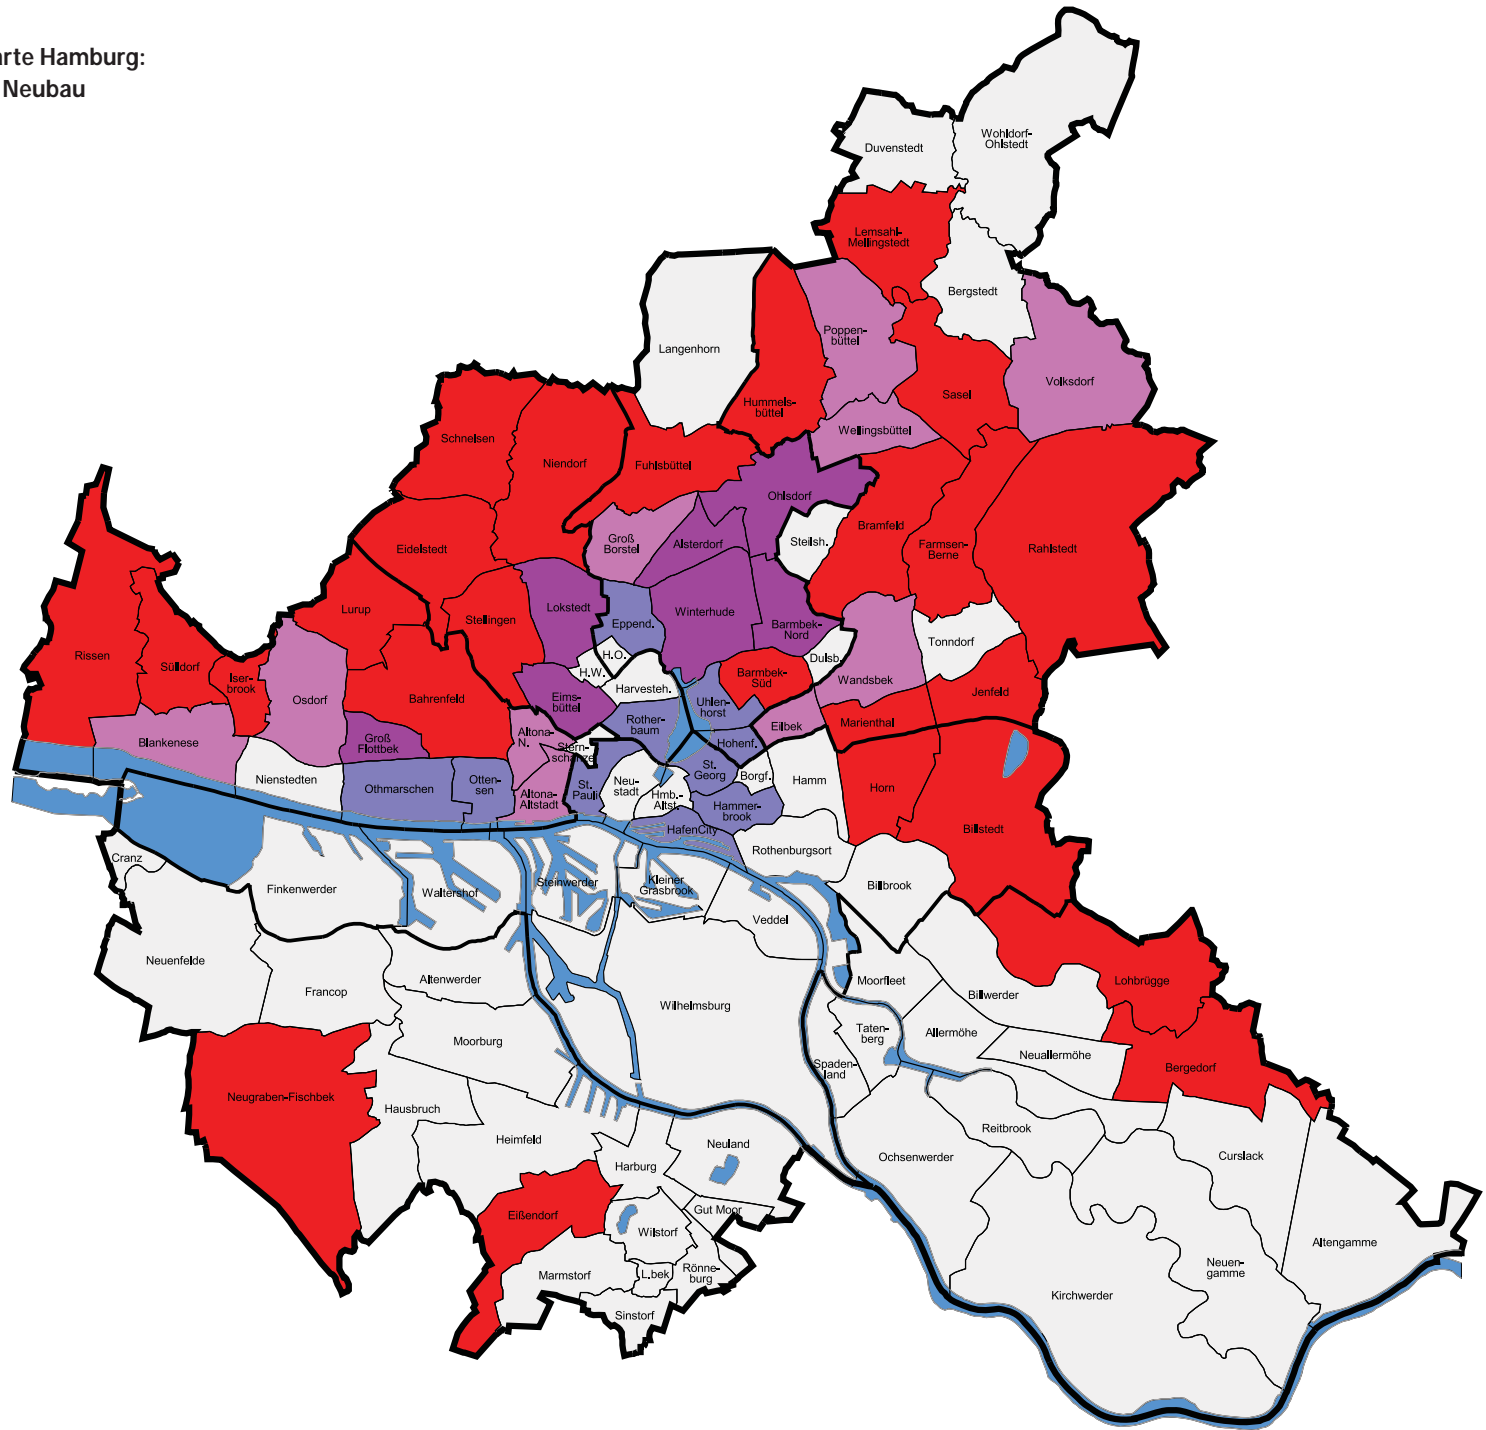 arte Hamburg:
Neubau
Duvenstedt
Wohldorf-
Ohlstedt
Lemsahl-
Mellingstedt
Bergstedt
Poppen-
büttel
Langenhorn
Volksdorf
Sasel
Hummels-
büttel
Wellingsbüttel
Schnelsen
Niendorf
Fuhlsbüttel
Ohlsdorf
Bramfeld
Farmsen-
Berne
Rahlstedt
Steilsh.
Groß
Borstel
Alsterdorf
Eidelstedt
Lurup
Stellingen
Lokstedt
Eppend.
Winterhude
Barmbek-
Nord
Tonndorf
Rissen
Sülldorf
Iser-
brook
Osdorf
Bahrenfeld
H.O.
H.W.
Harvesteh.
Dulsb.
Barmbek-
Süd
Wandsbek
Jenfeld
Eims-
büttel
Uhlen-
horst
Rother-
baum
Eilbek
Marienthal
Blankenese
Groß
Flottbek
Altona-
N.
Stern-
schanze
Hohenf.
Nienstedten
Othmarschen
Otten-
sen
Altona-
Altstadt
St.
Pauli
Neu-
stadt
Hmb.-
Altst.
St.
Georg
Borgf.
Hamm
Horn
Billstedt
Hammer-
brook
HafenCity
Rothenburgsort
Billbrook
Cranz
Finkenwerder
Waltershof
Steinwerder
Kleiner
Grasbrook
Veddel
Neuenfelde
Francop
Altenwerder
Wilhelmsburg
Moorfleet
Billwerder
Lohbrügge
Moorburg
Taten-
berg
Allermöhe
Neuallermöhe
Bergedorf
Spaden-
land
Neugraben-Fischbek
Hausbruch
Heimfeld
Harburg
Neuland
Ochsenwerder
Reitbrook
Curslack
Eißendorf
Gut Moor
Wilstorf
Altengamme
Marmstorf
L.bek
Rönne-
burg
Neuen-
gamme
Kirchwerder
Sinstorf